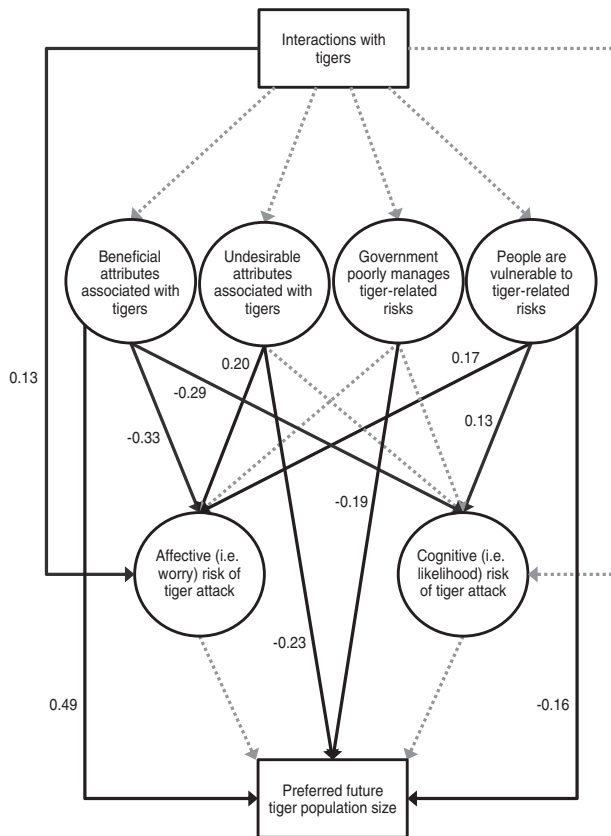 Interactions with
tigers
Beneficial
attributes
associated with
tigers
Undesirable
attributes
associated with
tigers
Government
poorly manages
tiger-related
risks
People are
vulnerable to
tiger-related
risks
0.13
0.20
0.17
-0.29
-0.33
0.13
-0.19
Affective (i.e.
worry) risk of
tiger attack
Cognitive (i.e.
likelihood) risk
of tiger attack
-0.23
0.49
-0.16
Preferred future
tiger population
size